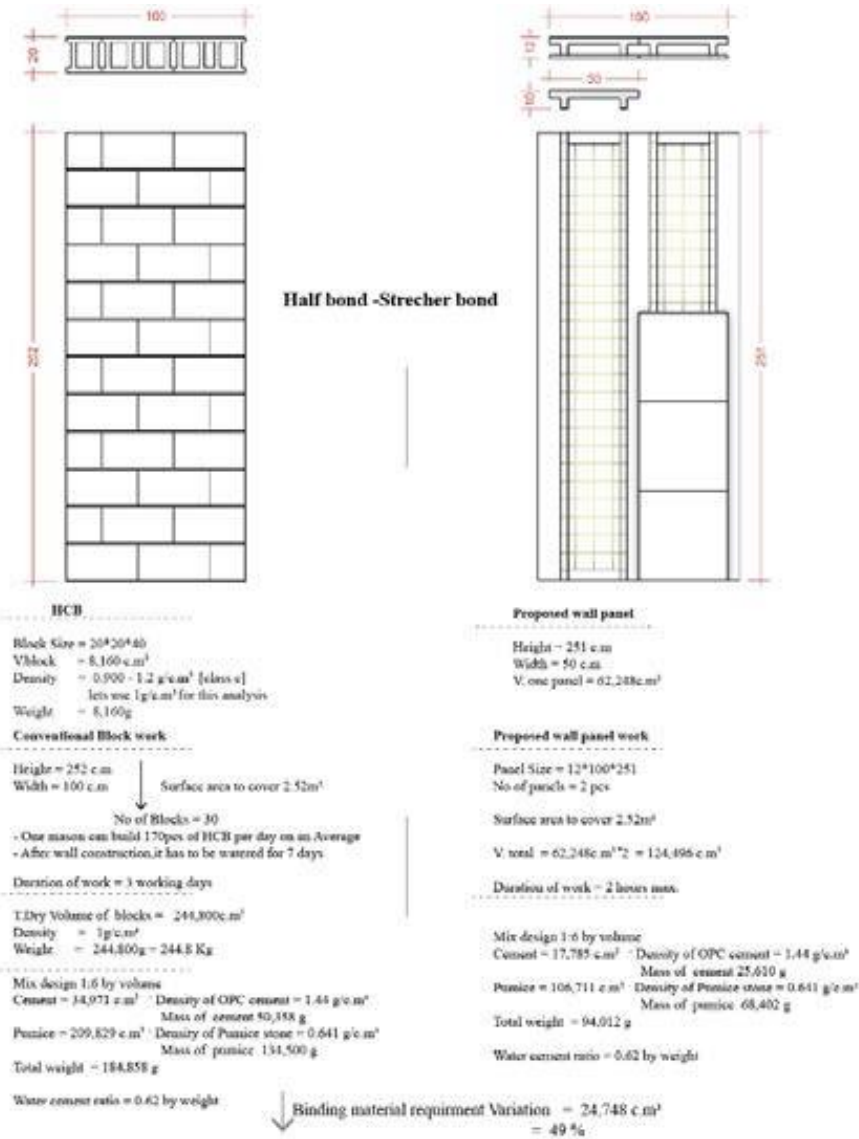 100
20
252
100
12
50
10
251
Half bond -Strecher bond
HCB
Block Size = 20*20*40
V.block = 8,160 c.m³
Density = 0.900 - 1.2 g/c.m³ [class c]
lets use 1g/c.m³ for this analysis
Weight = 8,160g
Conventional Block work
Height = 252 c.m
Width = 100 c.m
Surface area to cover 2.52m²
No of Blocks = 30
- One mason can build 170pcs of HCB per day on an Average
- After wall construction,it has to be watered for 7 days
Duration of work = 3 working days
T.Dry Volume of blocks = 244,800c.m³
Density = 1g/c.m³
Weight = 244,800g = 244.8 Kg
Mix design 1:6 by volume
Cement = 34,971 c.m³ Density of OPC cement = 1.44 g/c.m³
Mass of cement 50,358 g
Pumice = 209,829 c.m³ Density of Pumice stone = 0.641 g/c.m³
Mass of pumice 134,500 g
Total weight = 184,858 g
Water cement ratio = 0.62 by weight
Proposed wall panel
Height = 251 c.m
Width = 50 c.m
V. one panel = 62,248c.m³
Proposed wall panel work
Panel Size = 12*100*251
No of panels = 2 pcs
Surface area to cover 2.52m²
V. total = 62,248c.m³*2 = 124,496 c.m³
Duration of work = 2 hours max.
Mix design 1:6 by volume
Cement = 17,785 c.m³ Density of OPC cement = 1.44 g/c.m³
Mass of cement 25,610 g
Pumice = 106,711 c.m³ Density of Pumice stone = 0.641 g/c.m³
Mass of pumice 68,402 g
Total weight = 94,012 g
Water cement ratio = 0.62 by weight
Binding material requirment Variation = 24,748 c.m³
= 49 %